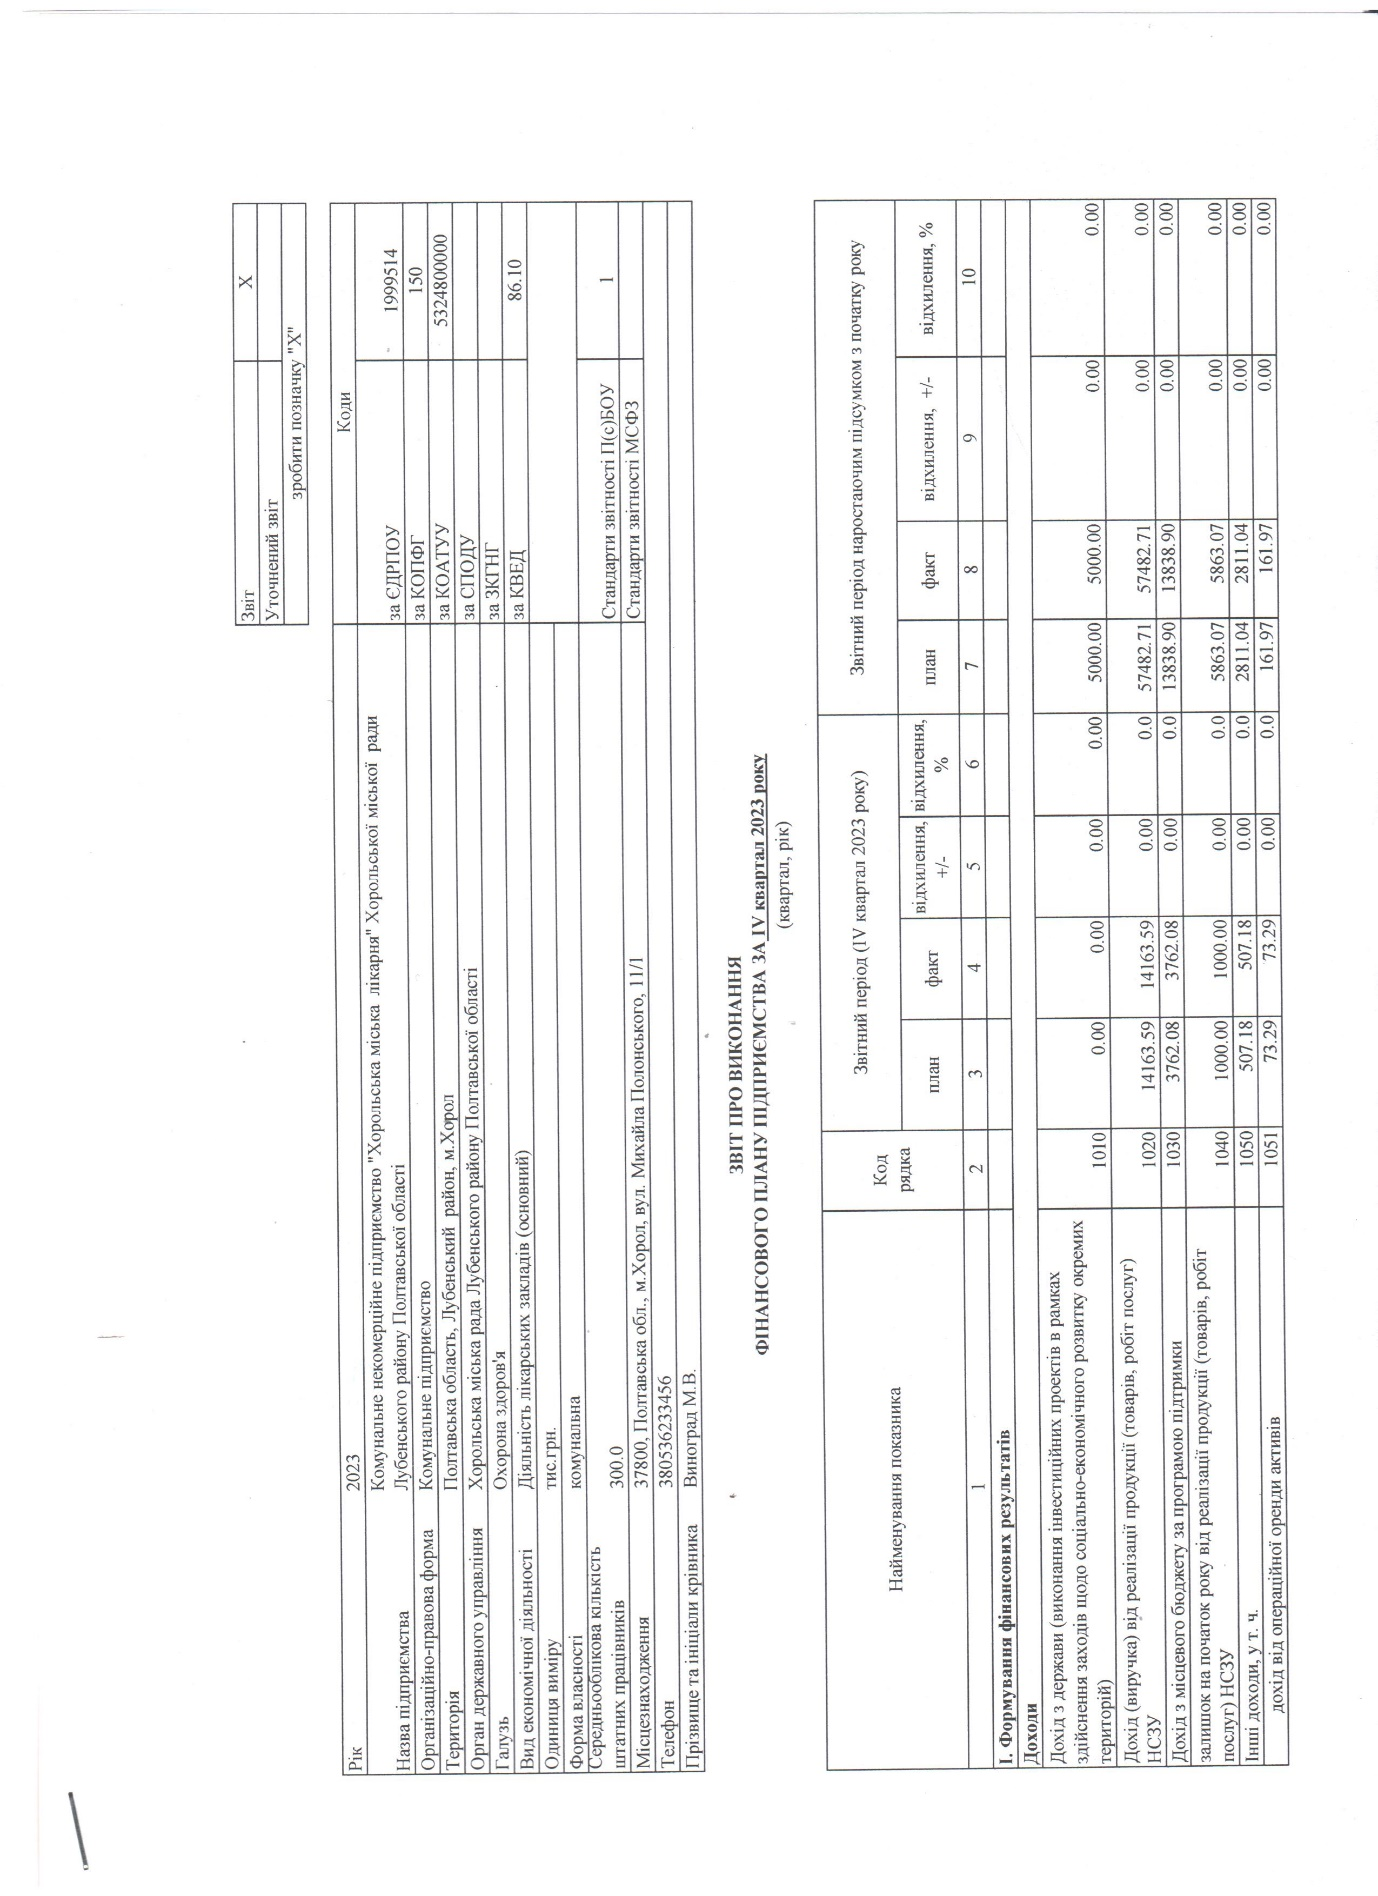 Звіт X
Уточнений звіт
зробити позначку "X"
Рік 2023 Коди
Назва підприємства Комунальне некомерційне підприємство "Хорольська міська лікарня" Хорольської міської ради
Лубенського району Полтавської області за ЄДРПОУ 1999514
Організаційно-правова форма Комунальне підприємство за КОПФГ 150
Територія Полтавська область, Лубенський район, м.Хорол за КОАТУУ 5324800000
Орган державного управління Хорольська міська рада Лубенського району Полтавської області за СПОДУ
Галузь Охорона здоров'я за ЗКГНГ
Вид економічної діяльності Діяльність лікарських закладів (основний) за КВЕД 86.10
Одиниця виміру тис.грн.
Форма власності комунальна
Середньооблікова кількість
штатних працівників 300.0 Стандарти звітності П(с)БОУ 1
Місцезнаходження 37800, Полтавська обл., м.Хорол, вул. Михайла Полонського, 11/1 Стандарти звітності МСФЗ
Телефон 380536233456
Прізвище та ініціали крівника Виноград М.В.
ЗВІТ ПРО ВИКОНАННЯ
ФІНАНСОВОГО ПЛАНУ ПІДПРИЄМСТВА ЗА IV квартал 2023 року
(квартал, рік)
Найменування показника Код рядка Звітний період (IV квартал 2023 року) Звітний період наростаючим підсумком з початку року
план факт відхилення, +/- відхилення, % план факт відхилення, +/- відхилення, %
1 2 3 4 5 6 7 8 9 10
I. Формування фінансових результатів
Доходи
Дохід з держави (виконання інвестиційних проектів в рамках
здійснення заходів щодо соціально-економічного розвитку окремих
територій) 1010 0.00 0.00 0.00 0.00 5000.00 5000.00 0.00 0.00
Дохід (виручка) від реалізації продукції (товарів, робіт послуг)
НСЗУ 1020 14163.59 14163.59 0.00 0.0 57482.71 57482.71 0.00 0.00
Дохід з місцевого бюджету за програмою підтримки 1030 3762.08 3762.08 0.00 0.0 13838.90 13838.90 0.00 0.00
залишок на початок року від реалізації продукції (товарів, робіт
послуг) НСЗУ 1040 1000.00 1000.00 0.00 0.0 5863.07 5863.07 0.00 0.00
Інші доходи, у т. ч. 1050 507.18 507.18 0.00 0.0 2811.04 2811.04 0.00 0.00
дохід від операційної оренди активів 1051 73.29 73.29 0.00 0.0 161.97 161.97 0.00 0.00